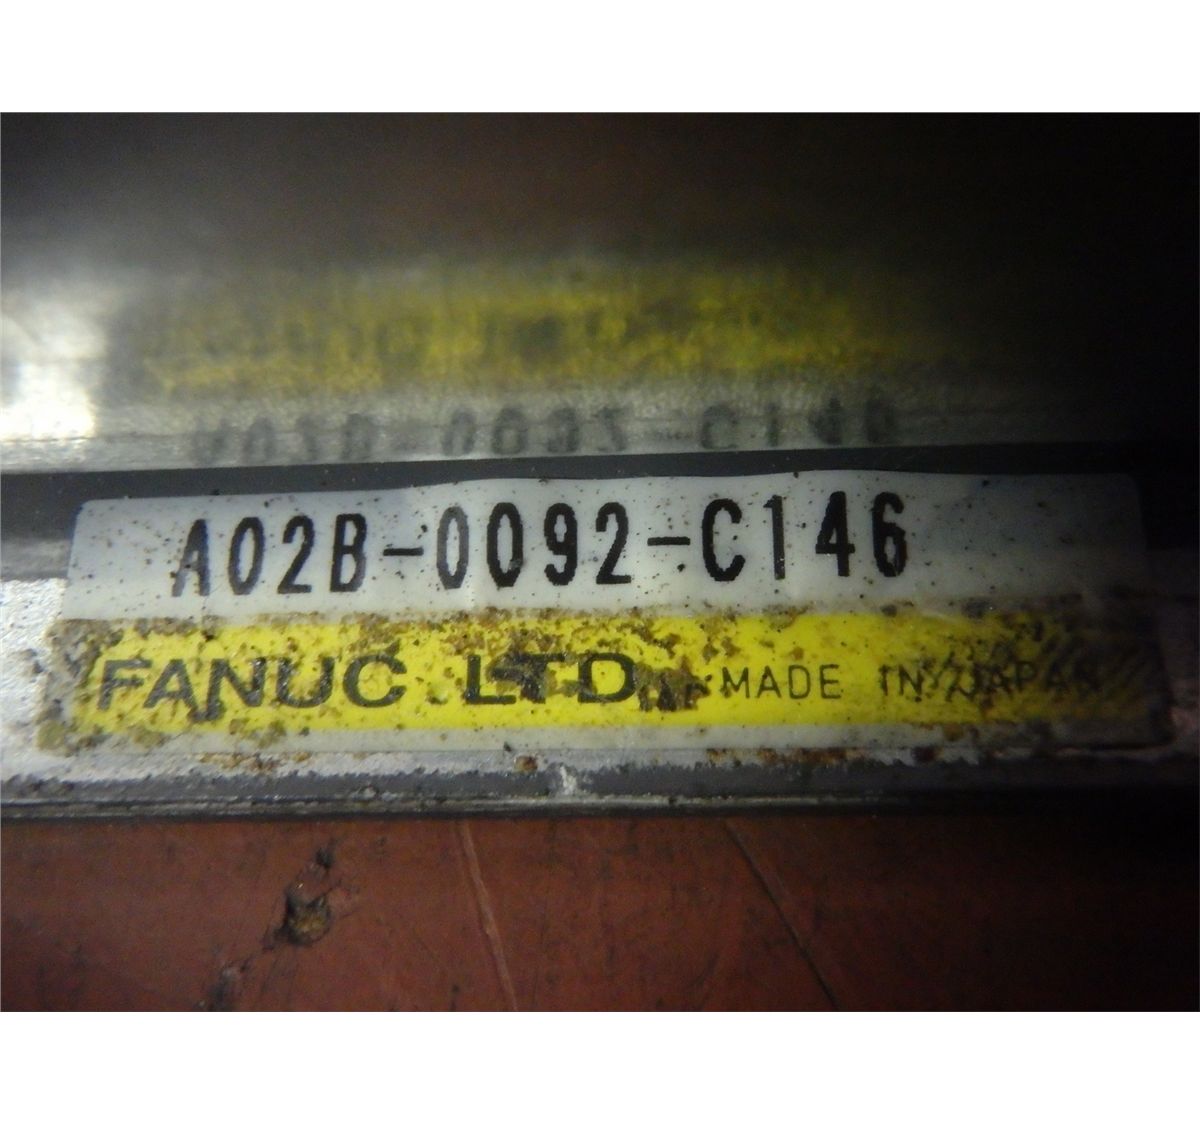 A02B-0092-C146
FANUC LTD MADE IN JAPAN